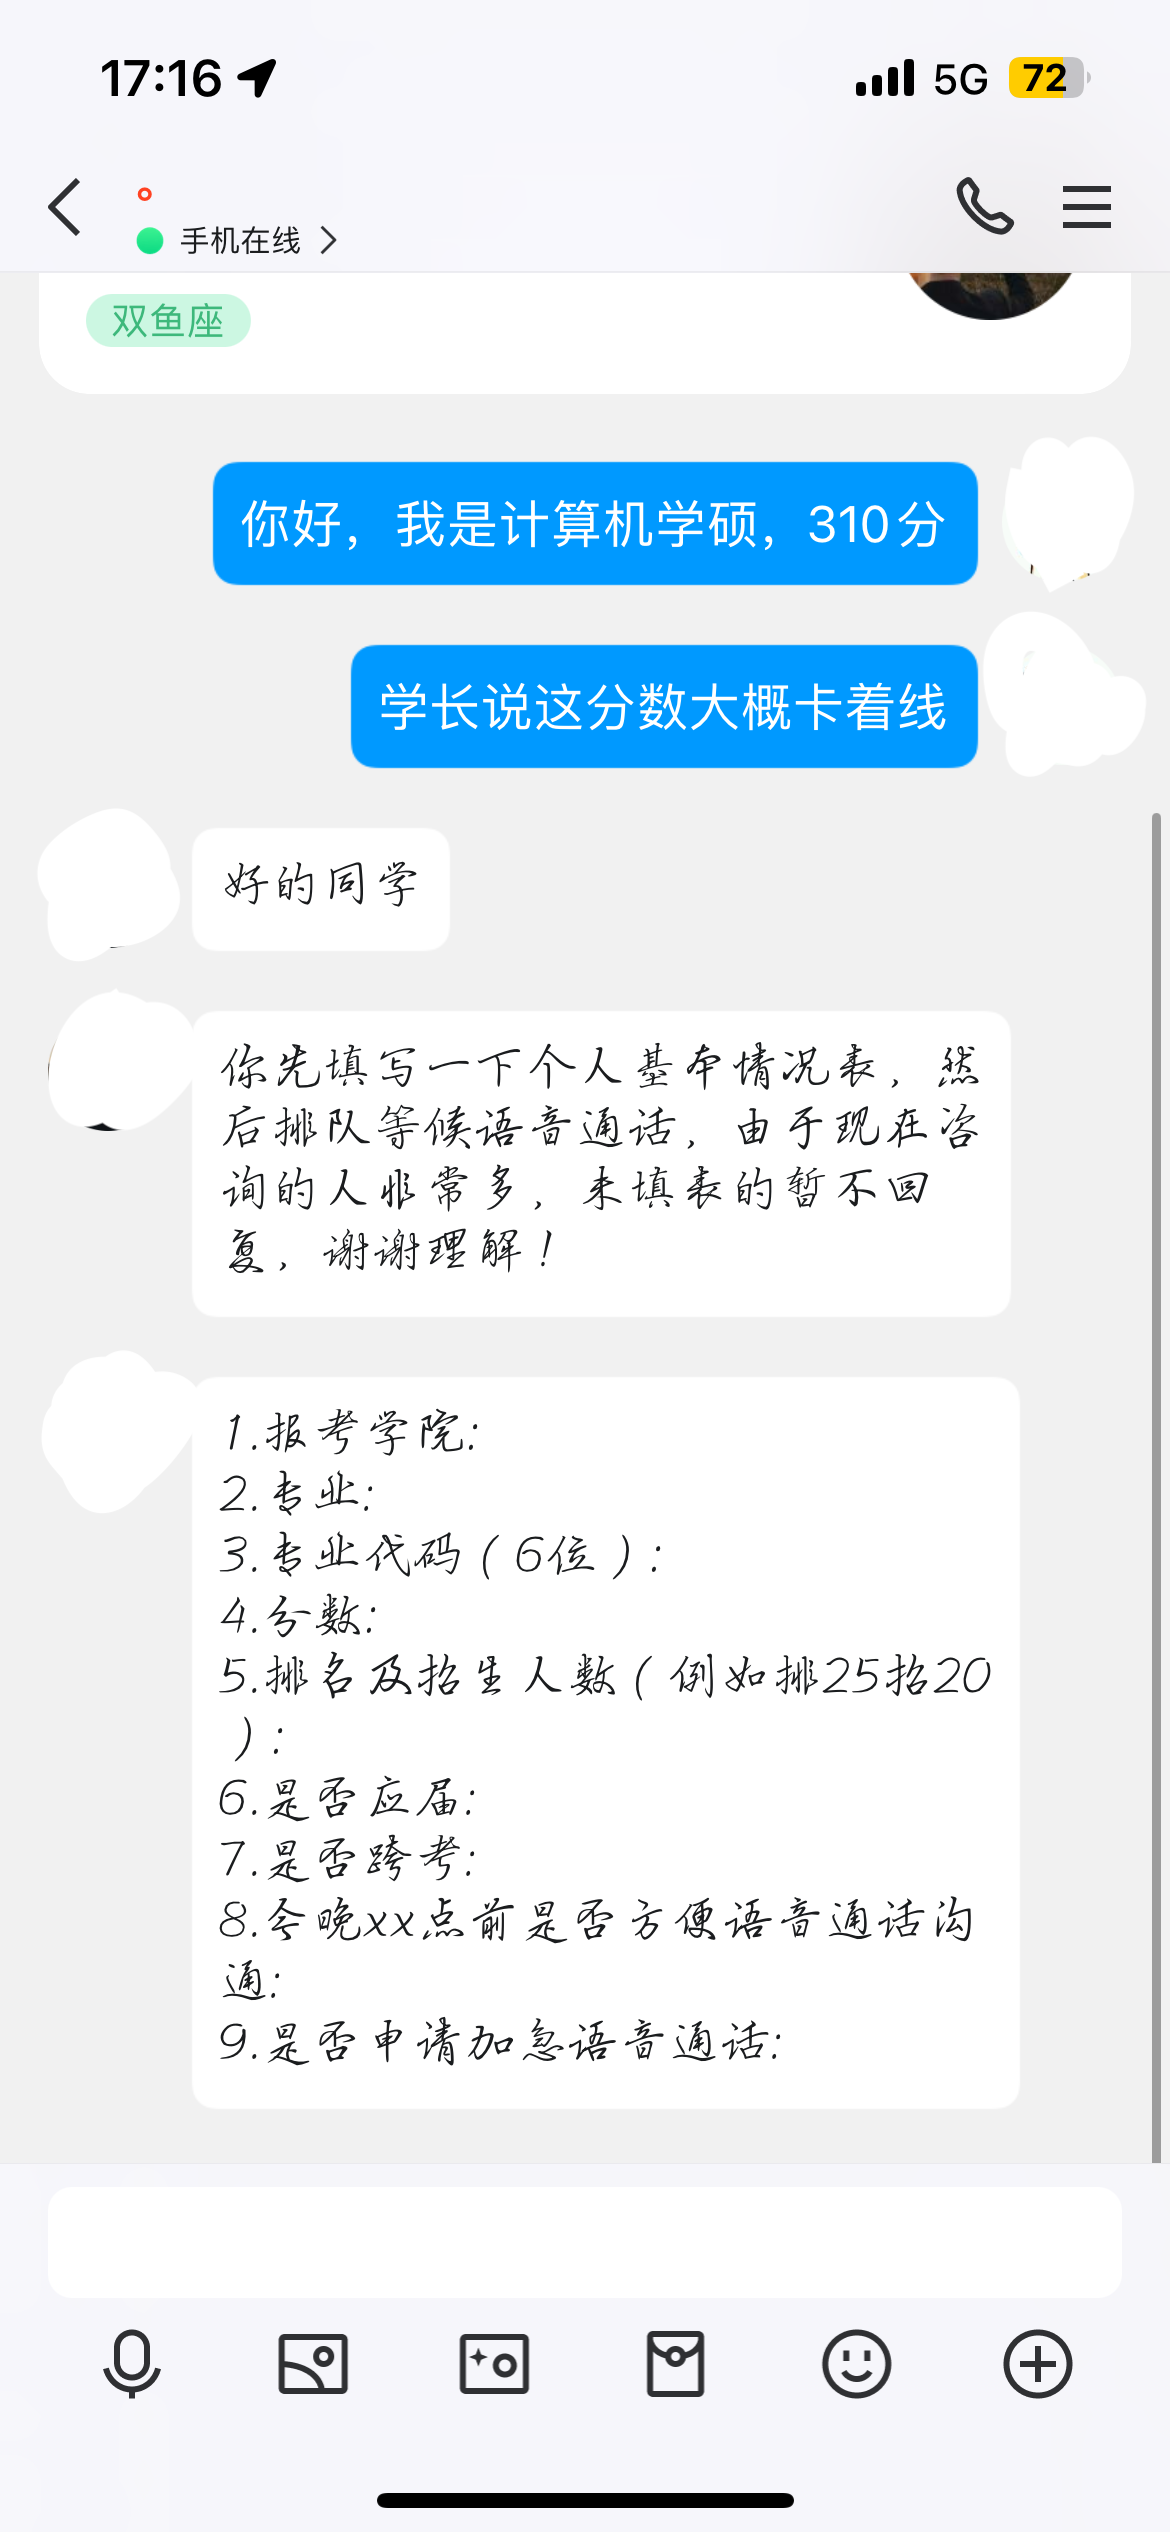 17:16
5G
72
手机在线
双鱼座
你好，我是计算机学硕，310分
学长说这分数大概卡着线
好的同学
你先填写一下个人基本情况表，然
后排队等候语音通话，由于现在咨
询的人非常多，未填表的暂不回
复，谢谢理解！
1.报考学院:
2.专业:
3.专业代码（6位）:
4.分数:
5.排名及招生人数（例如排25招20
）:
6.是否应届:
7.是否跨考:
8.今晚xx点前是否方便语音通话沟
通:
9.是否申请加急语音通话: